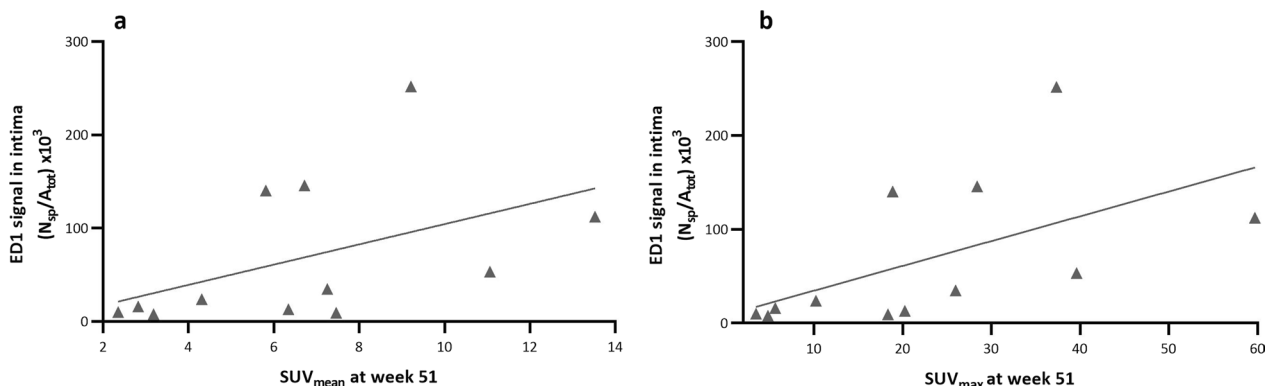 a
300
200
100
0
ED1 signal in intima
(Nsp/Atot) x10³
2 4 6 8 10 12 14
SUVmean at week 51
b
300
200
100
0
ED1 signal in intima
(Nsp/Atot) x10³
10 20 30 40 50 60
SUVmax at week 51